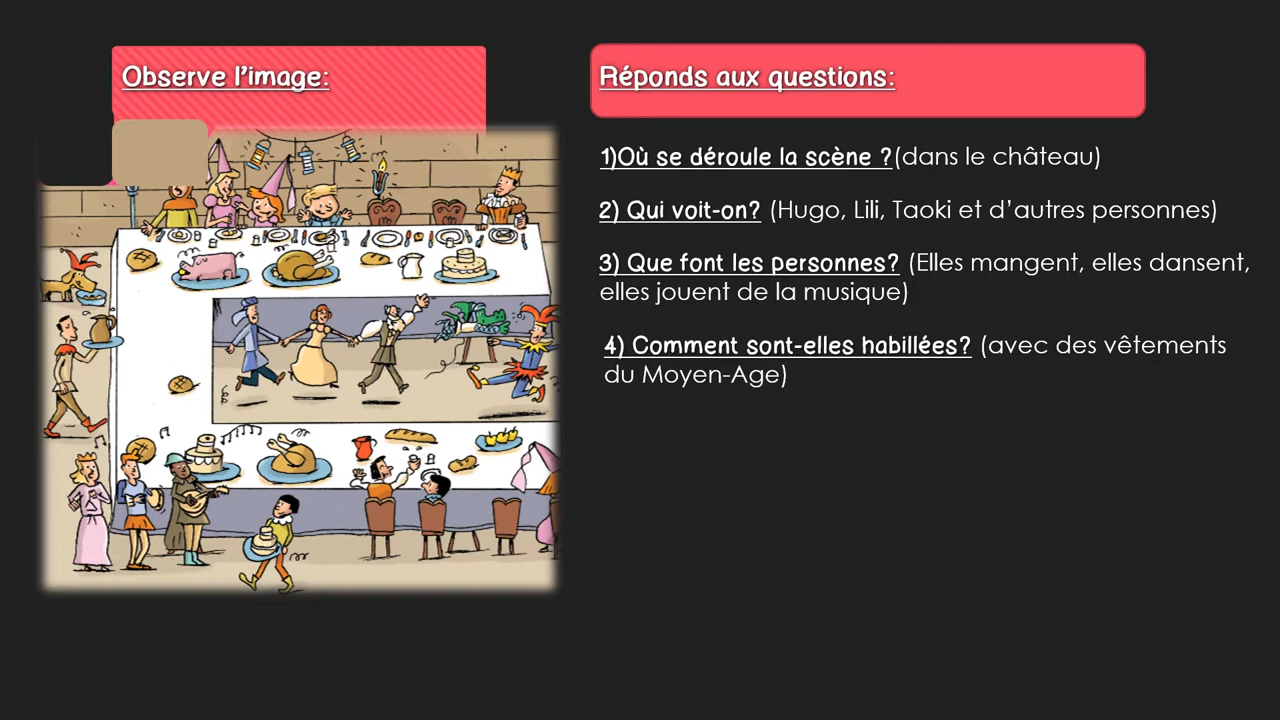 Observe l'image:
Réponds aux questions:
1)Où se déroule la scène ?(dans le château)
2) Qui voit-on? (Hugo, Lili, Taoki et d'autres personnes)
3) Que font les personnes? (Elles mangent, elles dansent,
elles jouent de la musique)
4) Comment sont-elles habillées? (avec des vêtements
du Moyen-Age)